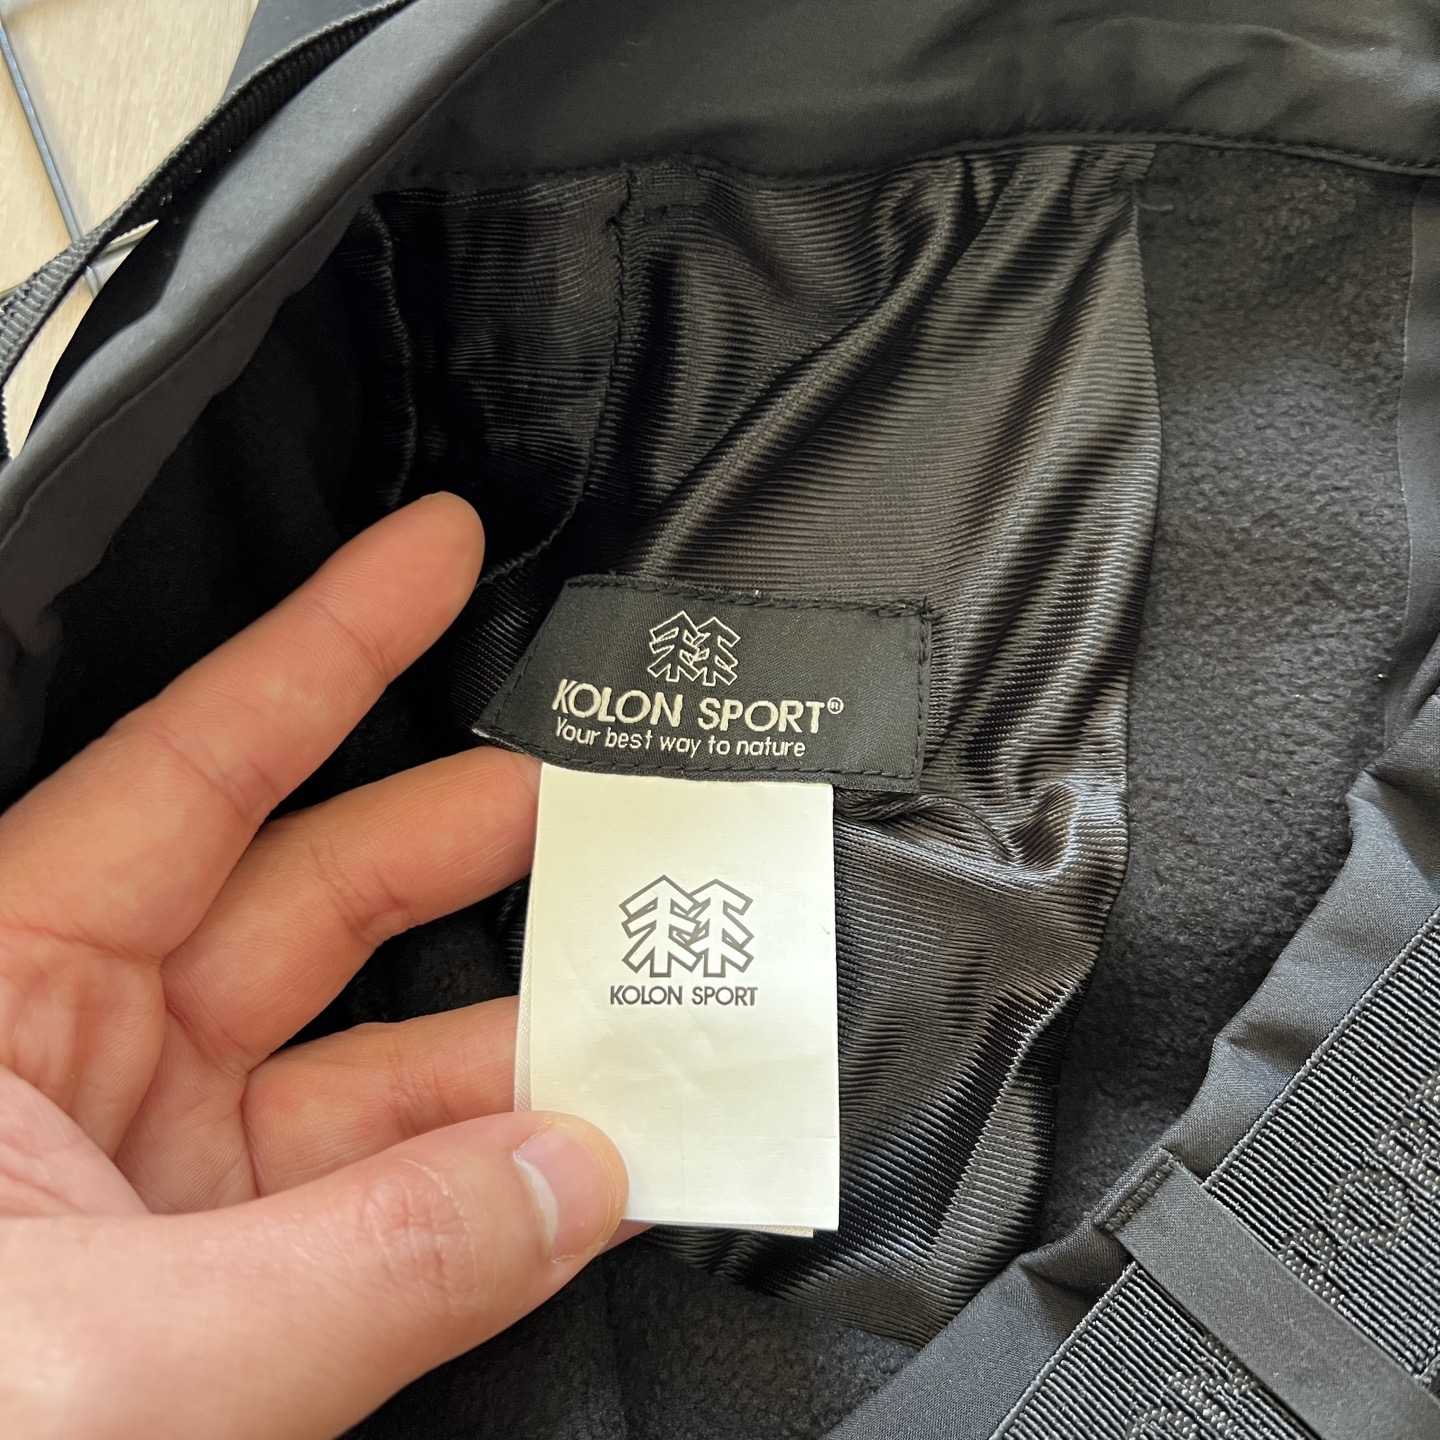 KOLON SPORT®
Your best way to nature
KOLON SPORT